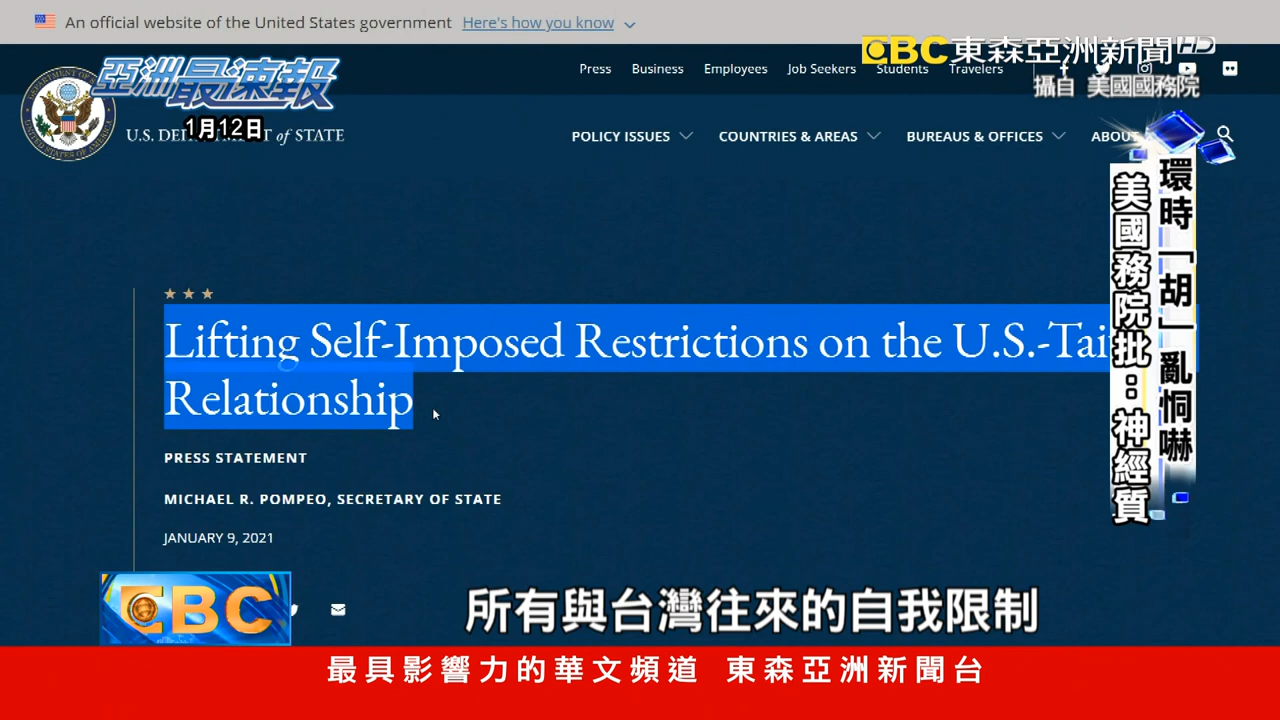 An official website of the United States government Here's how you know
EBC 東森亞洲新聞 HD
亞洲最速報
1月12日
Press Business Employees Job Seekers Students Travelers
攝自 美國國務院
U.S. DEPARTMENT of STATE
POLICY ISSUES COUNTRIES & AREAS BUREAUS & OFFICES ABOUT
環時「胡」亂恫嚇
美國務院批：神經質
Lifting Self-Imposed Restrictions on the U.S.-Tai
Relationship
PRESS STATEMENT
MICHAEL R. POMPEO, SECRETARY OF STATE
JANUARY 9, 2021
EBC
所有與台灣往來的自我限制
最具影響力的華文頻道 東森亞洲新聞台